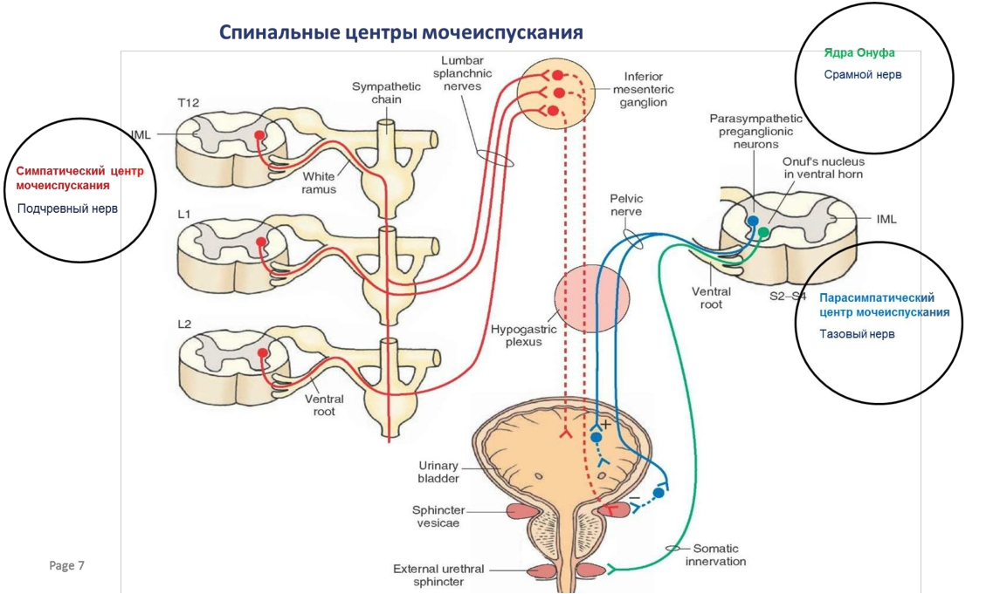 Спинальные центры мочеиспускания
Ядра Онуфа
Срамной нерв
Lumbar
splanchnic
nerves
Sympathetic
chain
Inferior
mesenteric
ganglion
T12
IML
Parasympathetic
preganglionic
neurons
Onuf's nucleus
in ventral horn
Симпатический центр
мочеиспускания
Подчревный нерв
White
ramus
Pelvic
nerve
IML
L1
Ventral
root
S2–S4
Парасимпатический
центр мочеиспускания
Тазовый нерв
L2
Hypogastric
plexus
Ventral
root
+
Urinary
bladder
–
Sphincter
vesicae
Somatic
innervation
External urethral
sphincter
Page 7